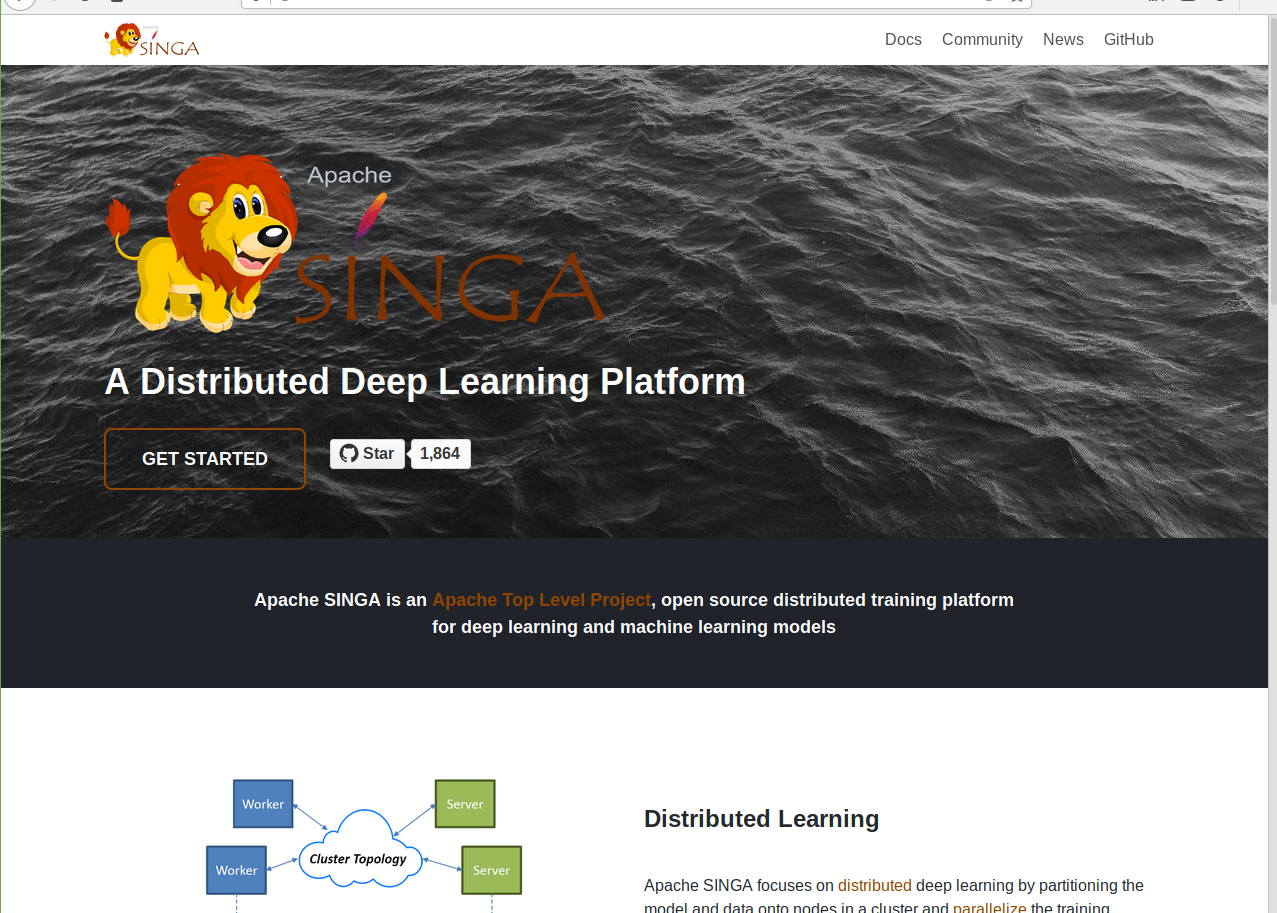 Apache
SINGA
Docs Community News GitHub
Apache
SINGA
A Distributed Deep Learning Platform
GET STARTED
Star 1,864
Apache SINGA is an Apache Top Level Project, open source distributed training platform
for deep learning and machine learning models
Worker
Server
Cluster Topology
Worker
Server
Distributed Learning
Apache SINGA focuses on distributed deep learning by partitioning the
model and data onto nodes in a cluster and parallelize the training.